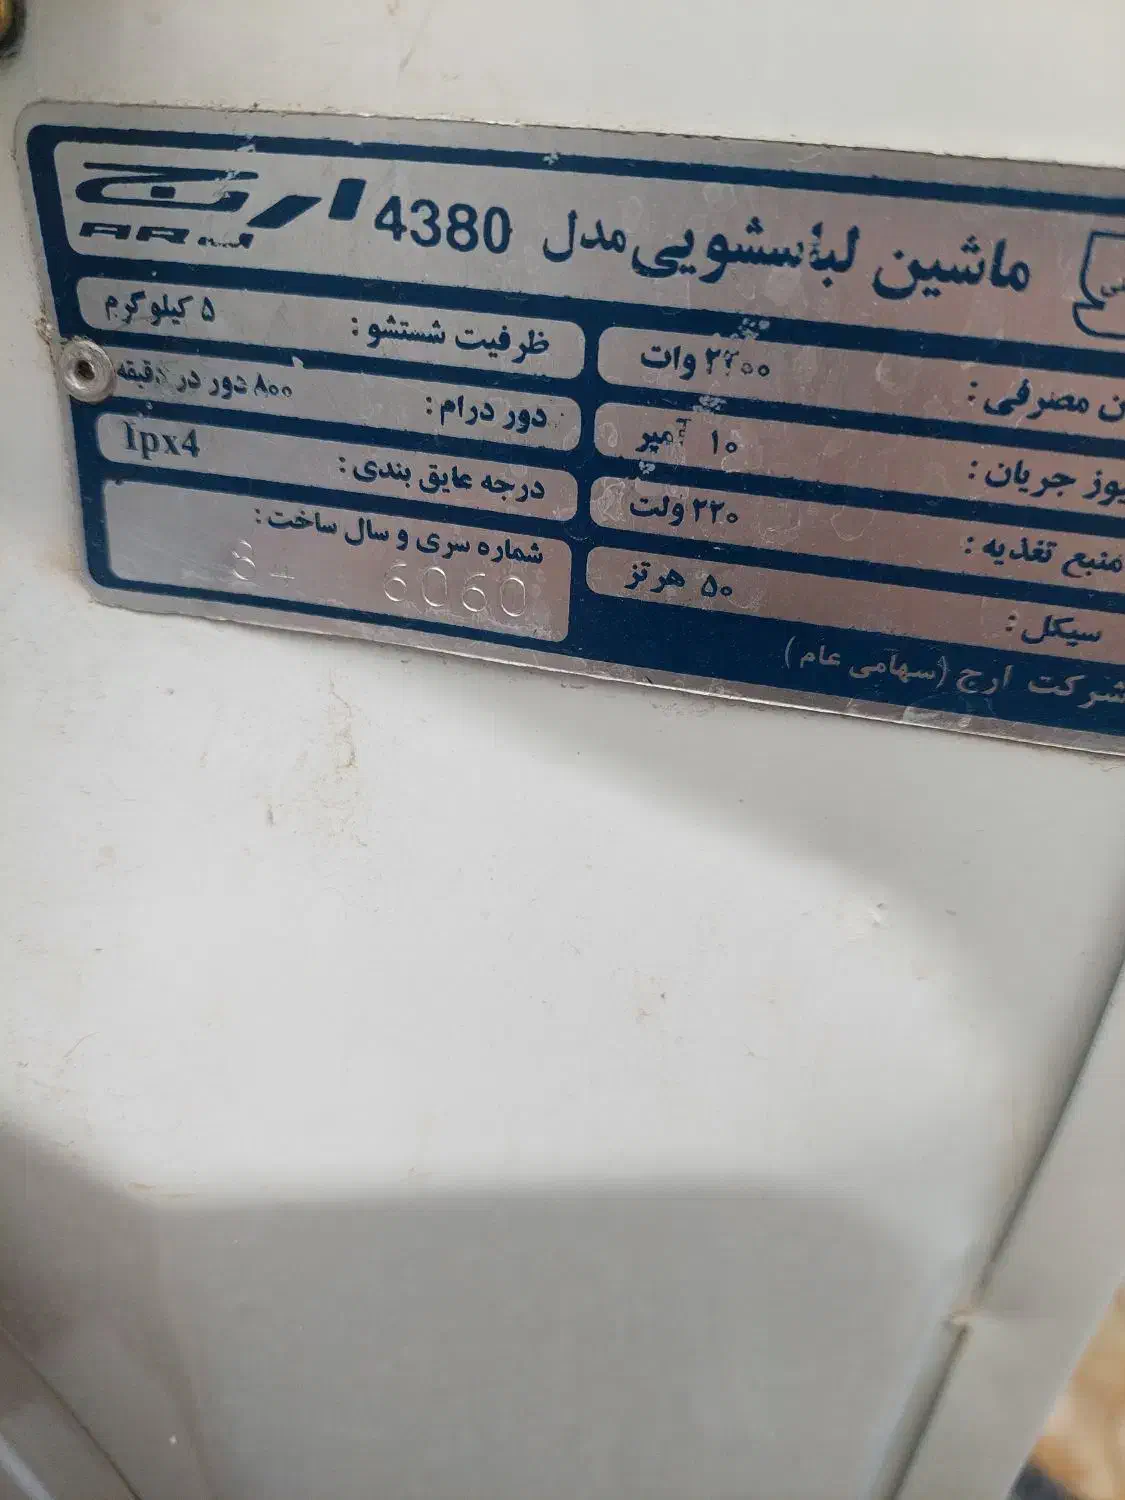 ماشین لباسشویی مدل 4380 ارج
ARJ
ظرفیت شستشو : ۵ کیلوگرم
دور درام : ۸۰۰ دور در دقیقه
درجه عایق بندی : Ipx4
شماره سری و سال ساخت :
6060
مصرفی : ۲۲۰۰ وات
جریان : ۱۰ آمپر
منبع تغذیه : ۲۲۰ ولت
سیکل : ۵۰ هرتز
شرکت ارج (سهامی عام)